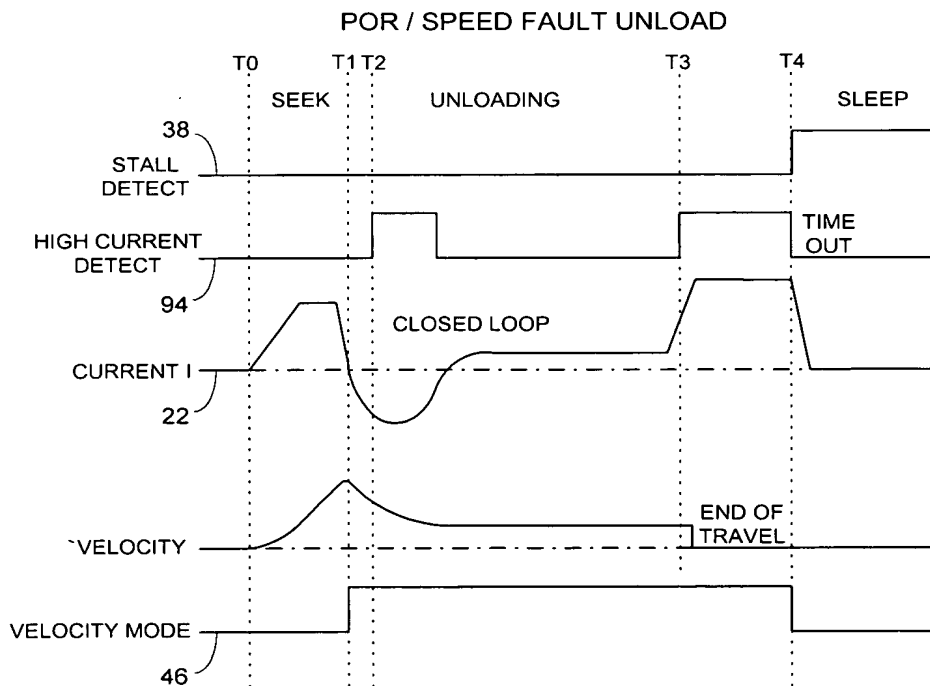 POR / SPEED FAULT UNLOAD
T0 T1 T2 T3 T4
SEEK UNLOADING SLEEP
38
STALL
DETECT
HIGH CURRENT
DETECT
TIME
OUT
94
CLOSED LOOP
CURRENT I
22
END OF
TRAVEL
`VELOCITY
VELOCITY MODE
46